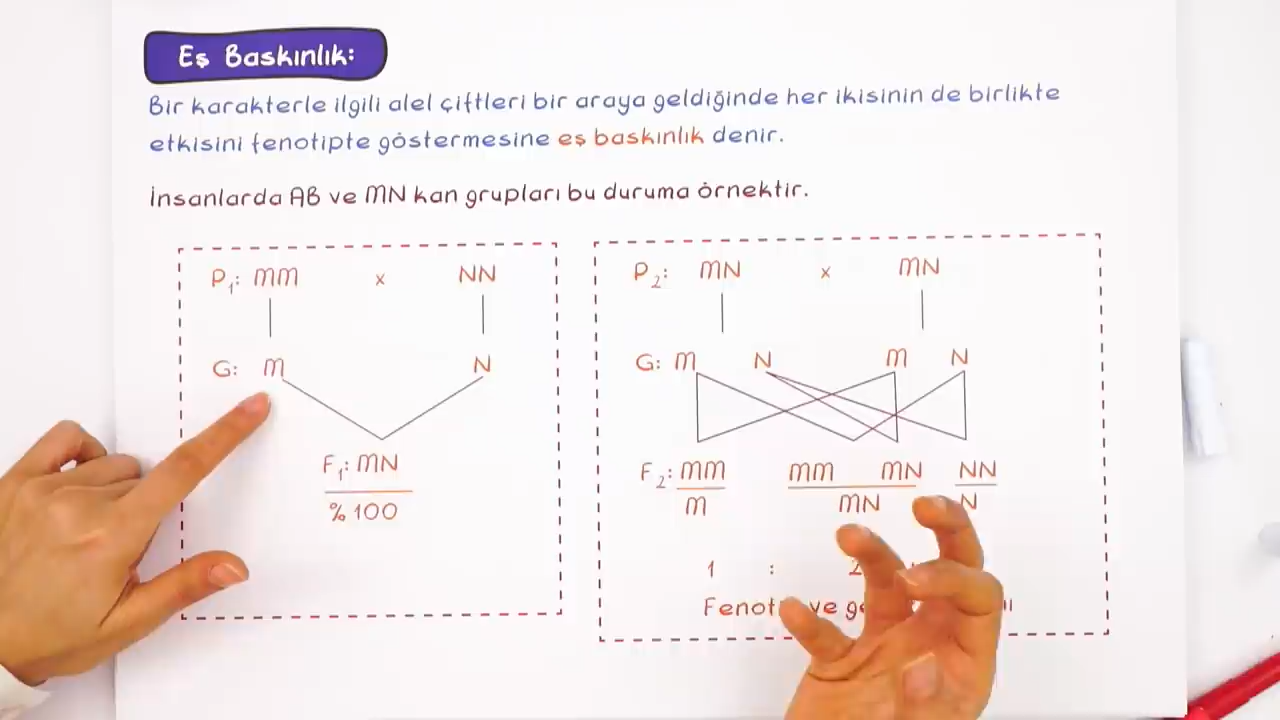 Eş Baskınlık:
Bir karakterle ilgili alel çiftleri bir araya geldiğinde her ikisinin de birlikte
etkisini fenotipte göstermesine eş baskınlık denir.
İnsanlarda AB ve MN kan grupları bu duruma örnektir.
P₁: MM x NN
G: M N
F₁: MN
% 100
P₂: MN x MN
G: M N M N
F₂: MM MM MN NN
M MN N
1 : 2
ve